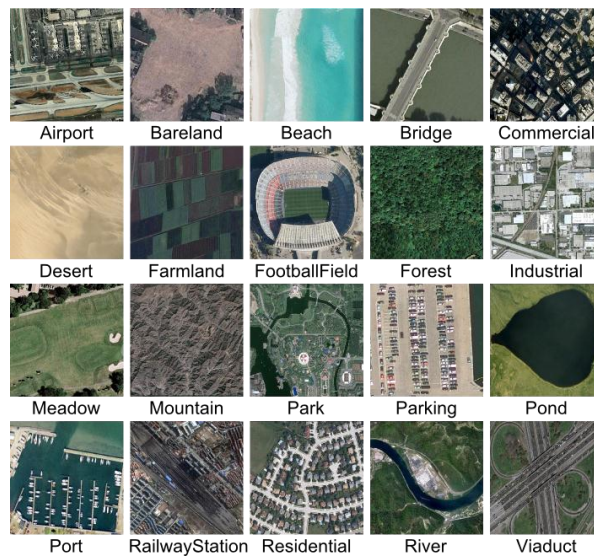 Airport Bareland Beach Bridge Commercial
Desert Farmland FootballField Forest Industrial
Meadow Mountain Park Parking Pond
Port RailwayStation Residential River Viaduct